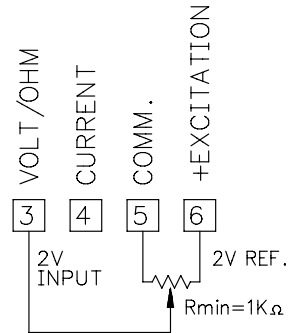 VOLT/OHM
CURRENT
COMM.
+EXCITATION
3
4
5
6
2V
INPUT
2V REF.
Rmin=1KΩ